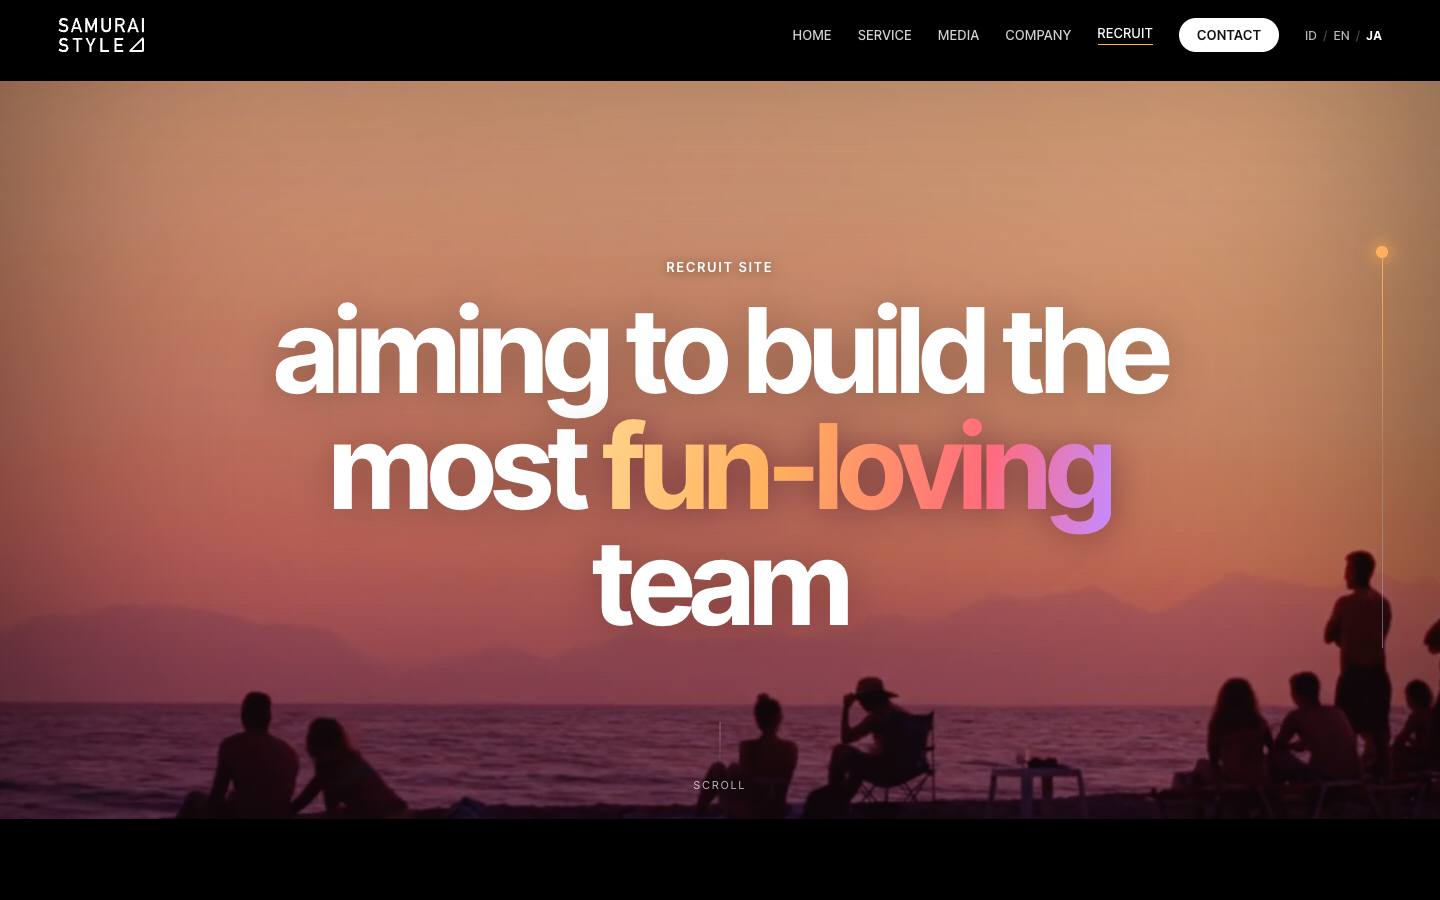 SAMURAI
STYLE
HOME SERVICE MEDIA COMPANY RECRUIT CONTACT ID / EN / JA
RECRUIT SITE
aiming to build the
most fun-loving
team
SCROLL